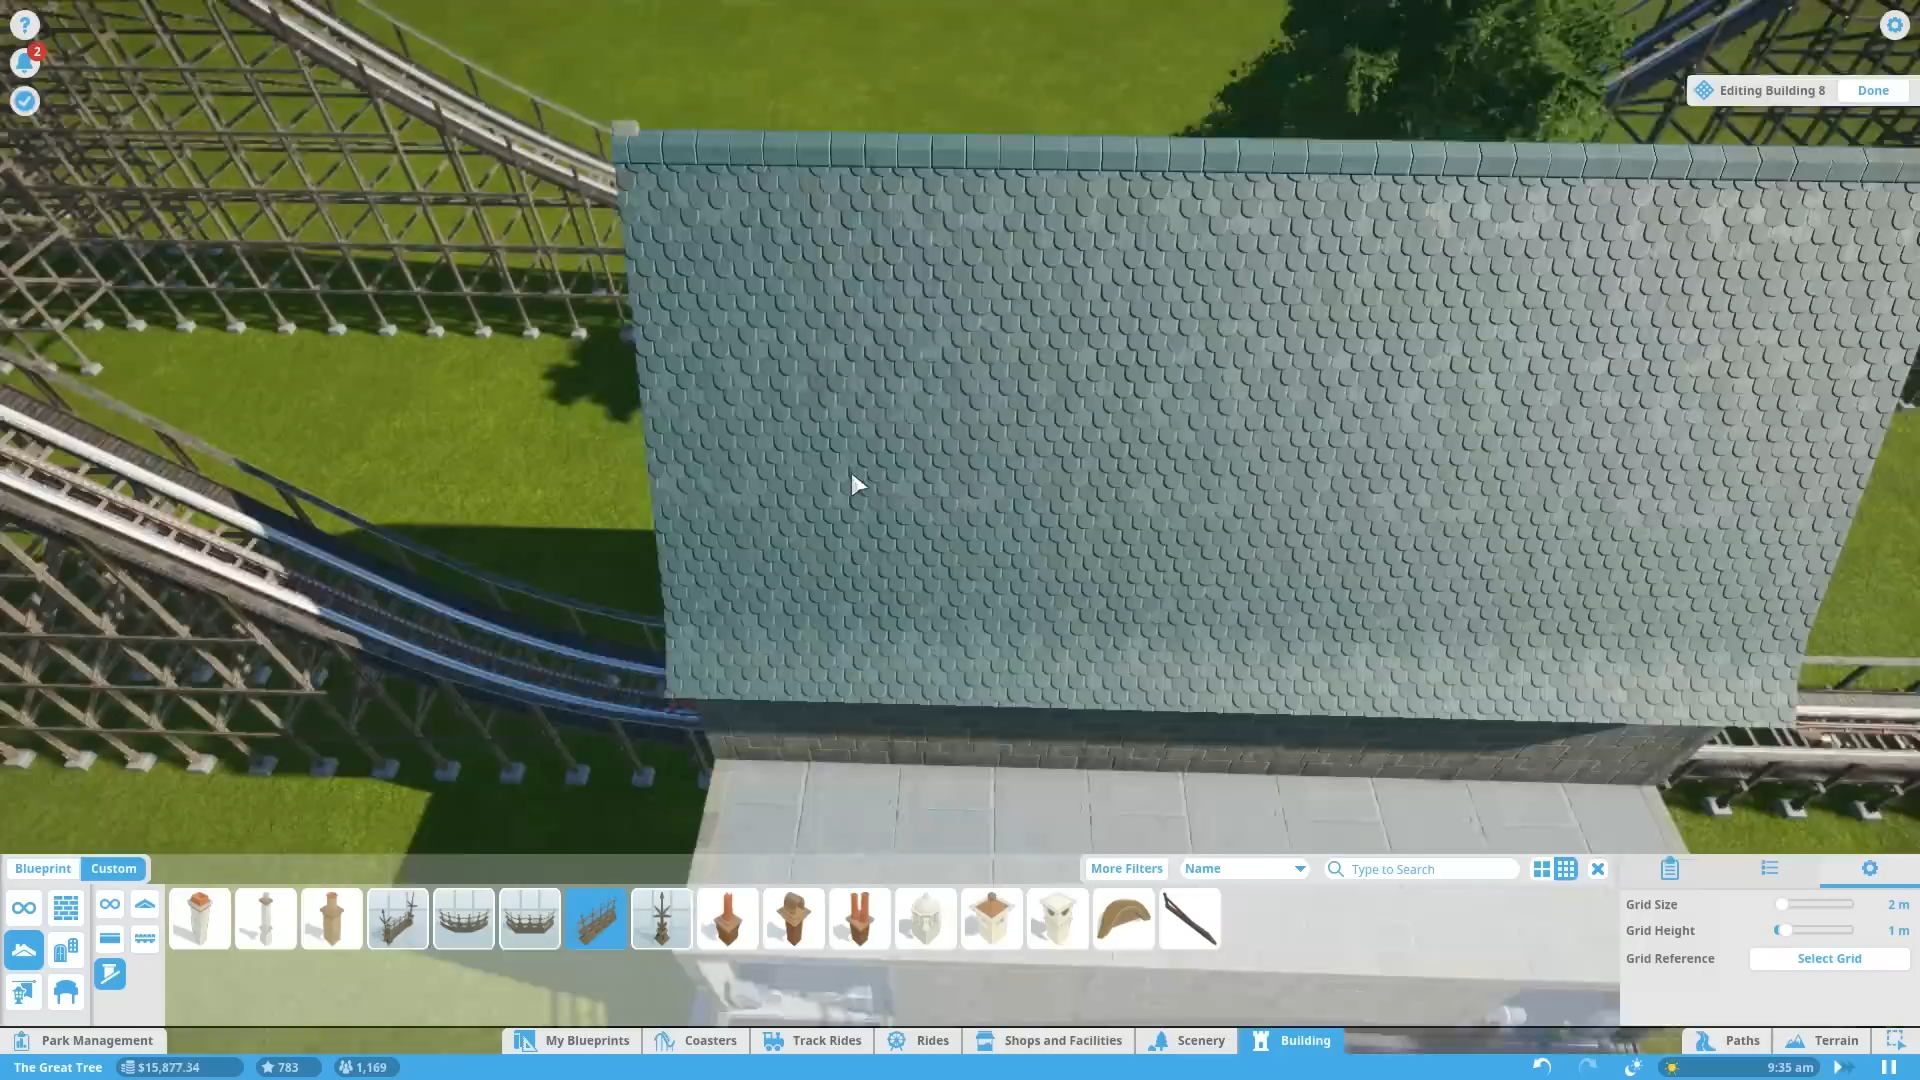 ?
2
Editing Building 8
Done
Blueprint
Custom
More Filters
Name
Type to Search
Grid Size
2 m
Grid Height
1 m
Grid Reference
Select Grid
Park Management
My Blueprints
Coasters
Track Rides
Rides
Shops and Facilities
Scenery
Building
Paths
Terrain
The Great Tree
$15,877.34
783
1,169
9:35 am